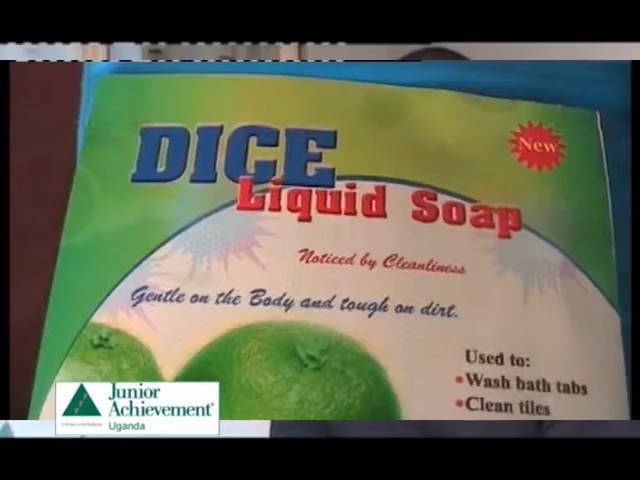 DICE
New
Liquid Soap
Noticed by Cleanliness
Gentle on the Body and tough on dirt.
Used to:
•Wash bath tabs
•Clean tiles
Junior
Achievement®
Uganda